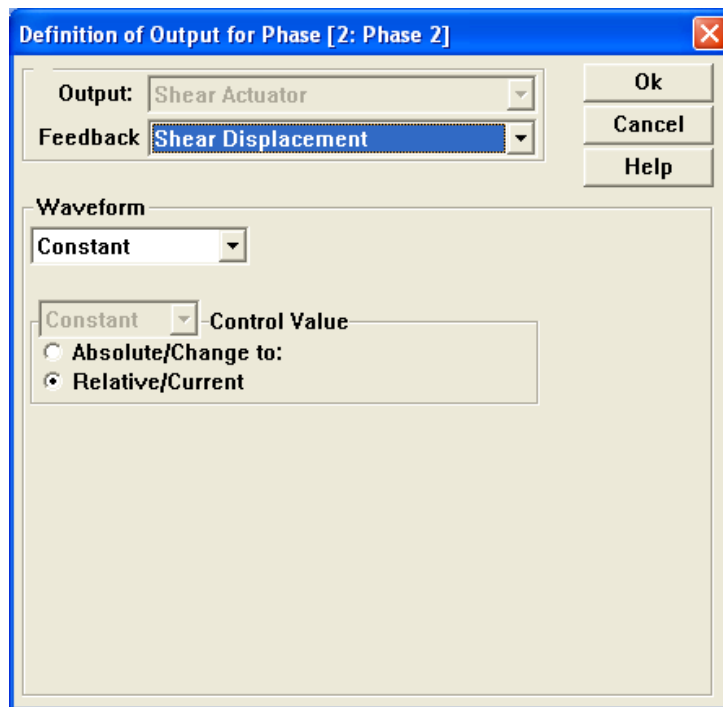 Definition of Output for Phase [2: Phase 2]
Output: Shear Actuator
Ok
Feedback Shear Displacement
Cancel
Help
Waveform
Constant
Constant Control Value
Absolute/Change to:
Relative/Current